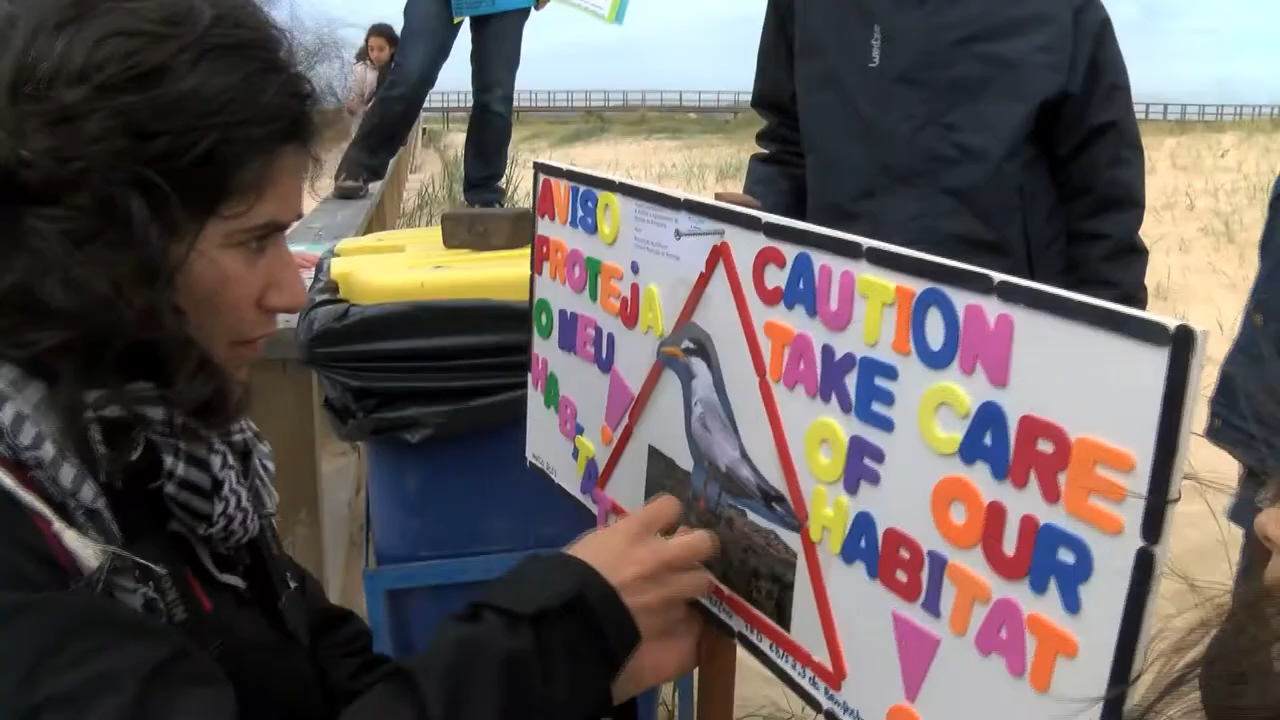 AVISO
PROTEJA
O MEU
HABITAT
!
CAUTION
TAKE CARE
OF OUR
HABITAT
!